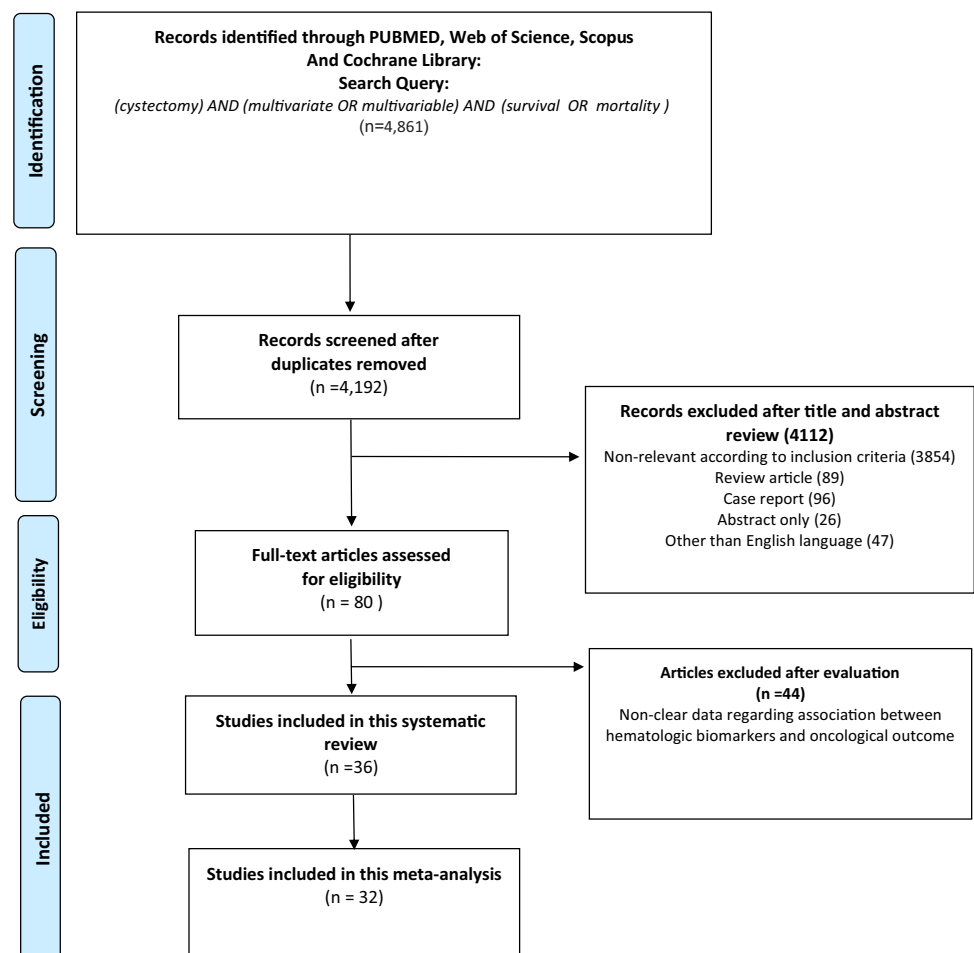 Identification
Records identified through PUBMED, Web of Science, Scopus
And Cochrane Library:
Search Query:
(cystectomy) AND (multivariate OR multivariable) AND (survival OR mortality )
(n=4,861)
Screening
Records screened after
duplicates removed
(n =4,192)
Records excluded after title and abstract
review (4112)
Non-relevant according to inclusion criteria (3854)
Review article (89)
Case report (96)
Abstract only (26)
Other than English language (47)
Eligibility
Full-text articles assessed
for eligibility
(n = 80 )
Articles excluded after evaluation
(n =44)
Non-clear data regarding association between
hematologic biomarkers and oncological outcome
Included
Studies included in this systematic
review
(n =36)
Studies included in this meta-analysis
(n = 32)